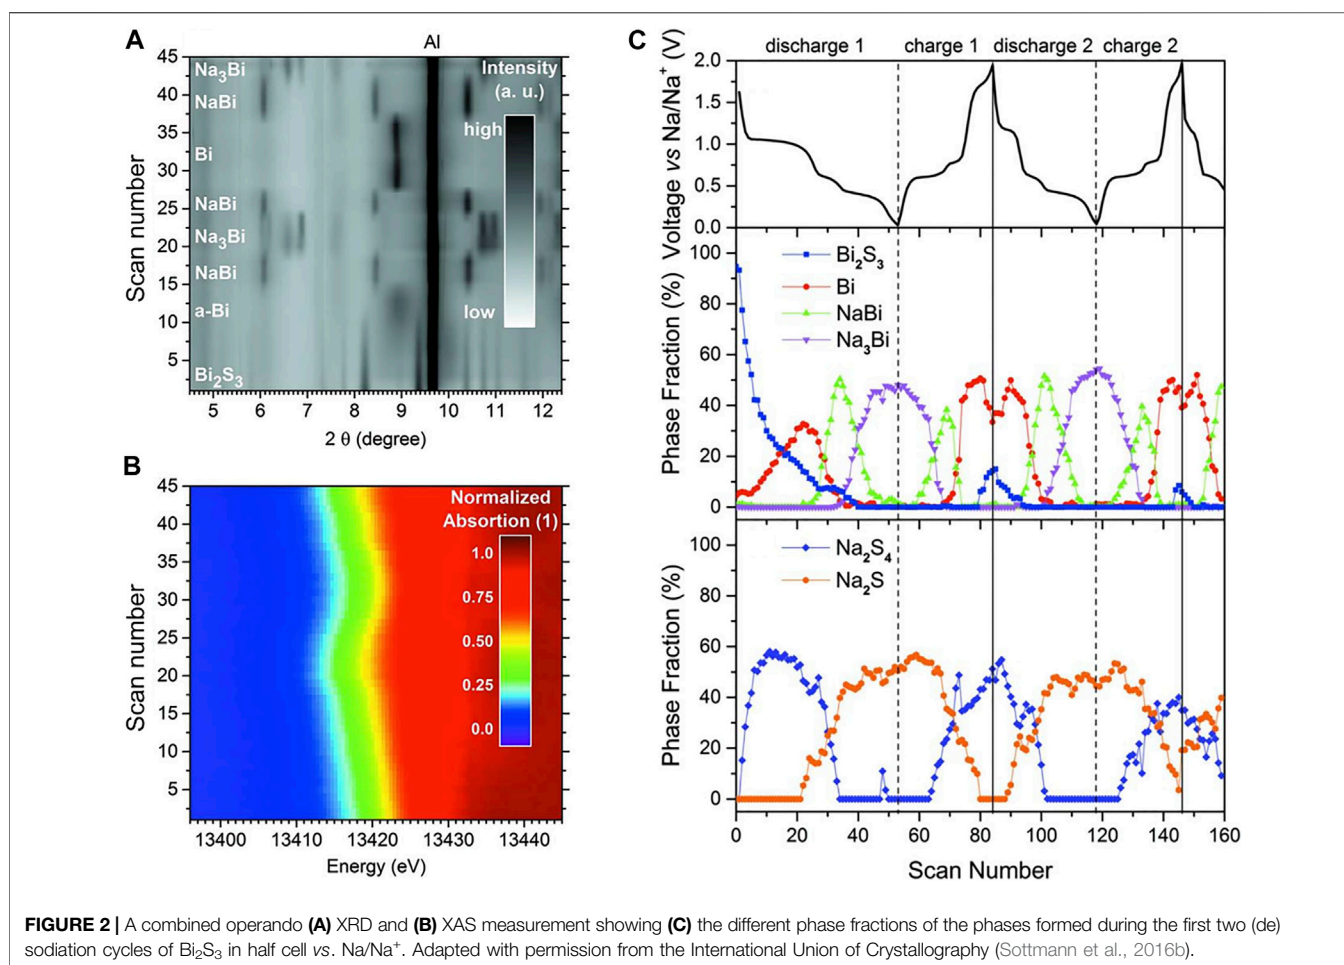 A
Al
Scan number
45
40
35
30
25
20
15
10
5
Na₃Bi
NaBi
Bi
NaBi
Na₃Bi
NaBi
a-Bi
Bi₂S₃
Intensity
(a. u.)
high
low
5 6 7 8 9 10 11 12
2 θ (degree)
B
Scan number
45
40
35
30
25
20
15
10
5
Normalized
Absortion (1)
1.0
0.75
0.50
0.25
0.0
13400 13410 13420 13430 13440
Energy (eV)
C
discharge 1 charge 1 discharge 2 charge 2
Voltage vs Na/Na⁺ (V)
2.0
1.5
1.0
0.5
0.0
Phase Fraction (%)
100
80
60
40
20
0
Bi₂S₃
Bi
NaBi
Na₃Bi
Phase Fraction (%)
100
80
60
40
20
0
Na₂S₄
Na₂S
0 20 40 60 80 100 120 140 160
Scan Number
FIGURE 2 | A combined operando (A) XRD and (B) XAS measurement showing (C) the different phase fractions of the phases formed during the first two (de)
sodiation cycles of Bi₂S₃ in half cell vs. Na/Na⁺. Adapted with permission from the International Union of Crystallography (Sottmann et al., 2016b).